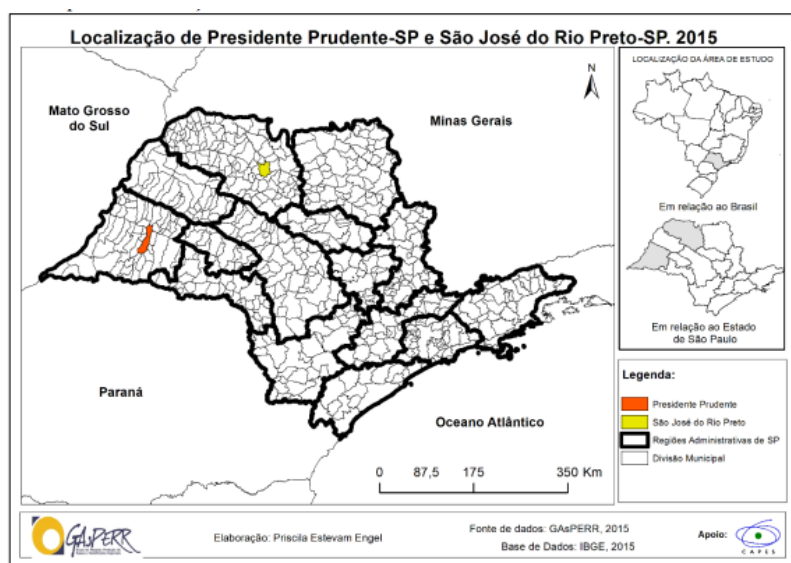 Localização de Presidente Prudente-SP e São José do Rio Preto-SP. 2015
N
Mato Grosso
do Sul
Minas Gerais
Paraná
Oceano Atlântico
0 87,5 175 350 Km
LOCALIZAÇÃO DA ÁREA DE ESTUDO
Em relação ao Brasil
Em relação ao Estado
de São Paulo
Legenda:
Presidente Prudente
São José do Rio Preto
Regiões Administrativas de SP
Divisão Municipal
GAsPERR
Elaboração: Priscila Estevam Engel
Fonte de dados: GAsPERR, 2015
Base de Dados: IBGE, 2015
Apoio:
CAPES